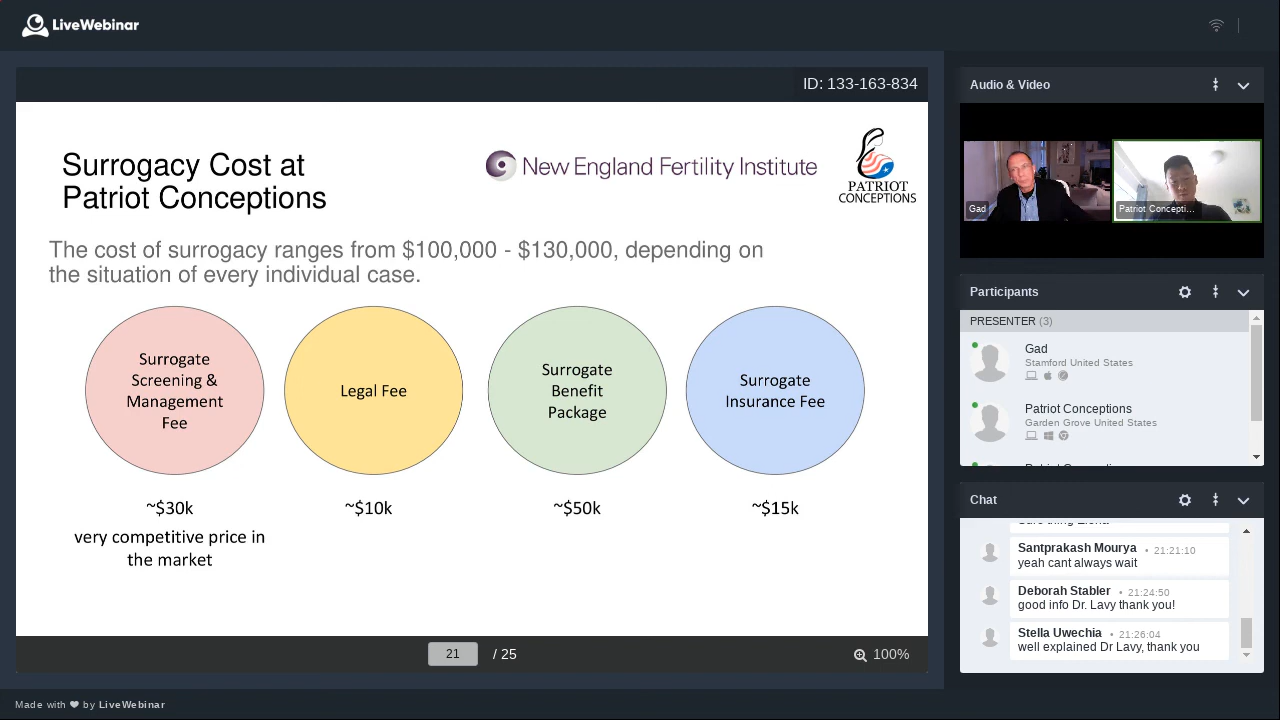 LiveWebinar
ID: 133-163-834
Surrogacy Cost at
Patriot Conceptions
New England Fertility Institute
PATRIOT
CONCEPTIONS
The cost of surrogacy ranges from $100,000 - $130,000, depending on
the situation of every individual case.
Surrogate
Screening &
Management
Fee
Legal Fee
Surrogate
Benefit
Package
Surrogate
Insurance Fee
~$30k
~$10k
~$50k
~$15k
very competitive price in
the market
21 / 25
100%
Audio & Video
Gad
Patriot Concepti...
Participants
PRESENTER (3)
Gad
Stamford United States
Patriot Conceptions
Garden Grove United States
Chat
Santprakash Mourya • 21:21:10
yeah cant always wait
Deborah Stabler • 21:24:50
good info Dr. Lavy thank you!
Stella Uwechia • 21:26:04
well explained Dr Lavy, thank you
Made with ❤ by LiveWebinar